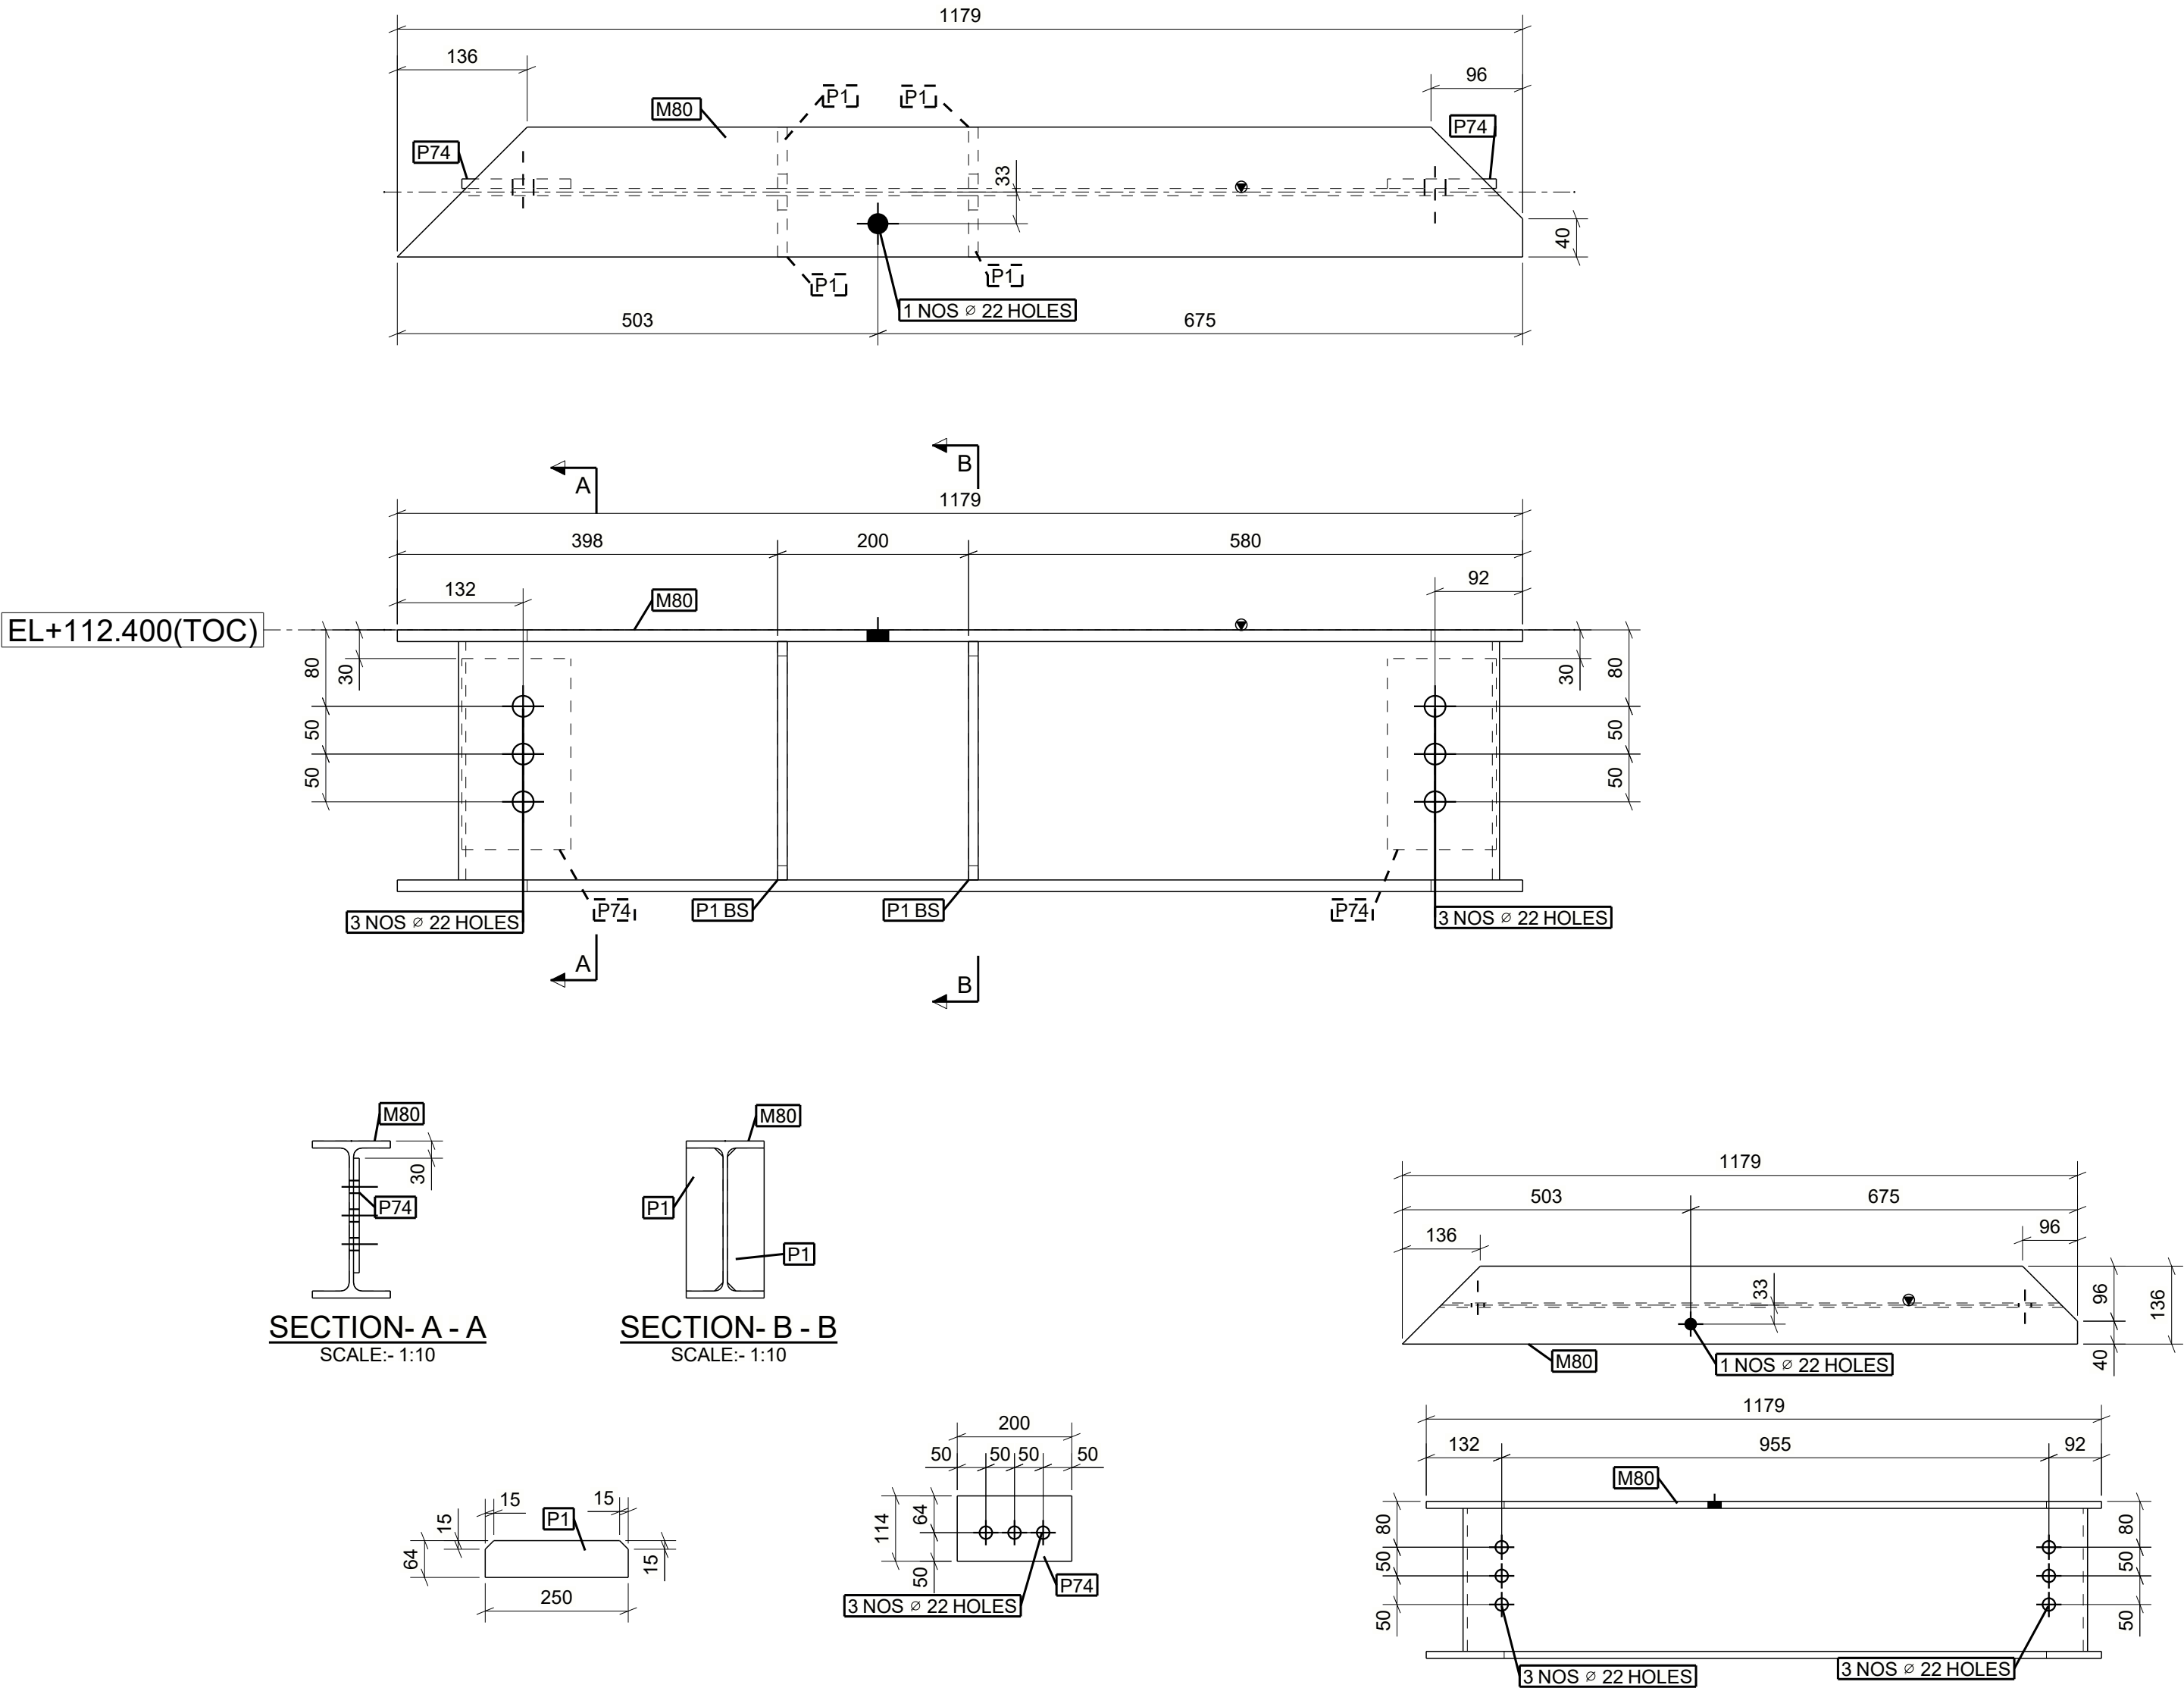 1179
136
96
P1
P1
M80
P74
P74
33
40
P1
P1
1 NOS ⌀ 22 HOLES
503
675
B
A
1179
398
200
580
132
92
M80
EL+112.400(TOC)
80
30
30
80
50
50
50
50
3 NOS ⌀ 22 HOLES
P74
P1 BS
P1 BS
P74
3 NOS ⌀ 22 HOLES
A
B
M80
30
P74
SECTION- A - A
SCALE:- 1:10
M80
P1
P1
SECTION- B - B
SCALE:- 1:10
1179
503
675
136
96
33
96
136
40
M80
1 NOS ⌀ 22 HOLES
15
15
15
P1
64
15
250
200
50
50
50
50
114
64
50
P74
3 NOS ⌀ 22 HOLES
1179
132
955
92
M80
80
80
50
50
50
50
3 NOS ⌀ 22 HOLES
3 NOS ⌀ 22 HOLES